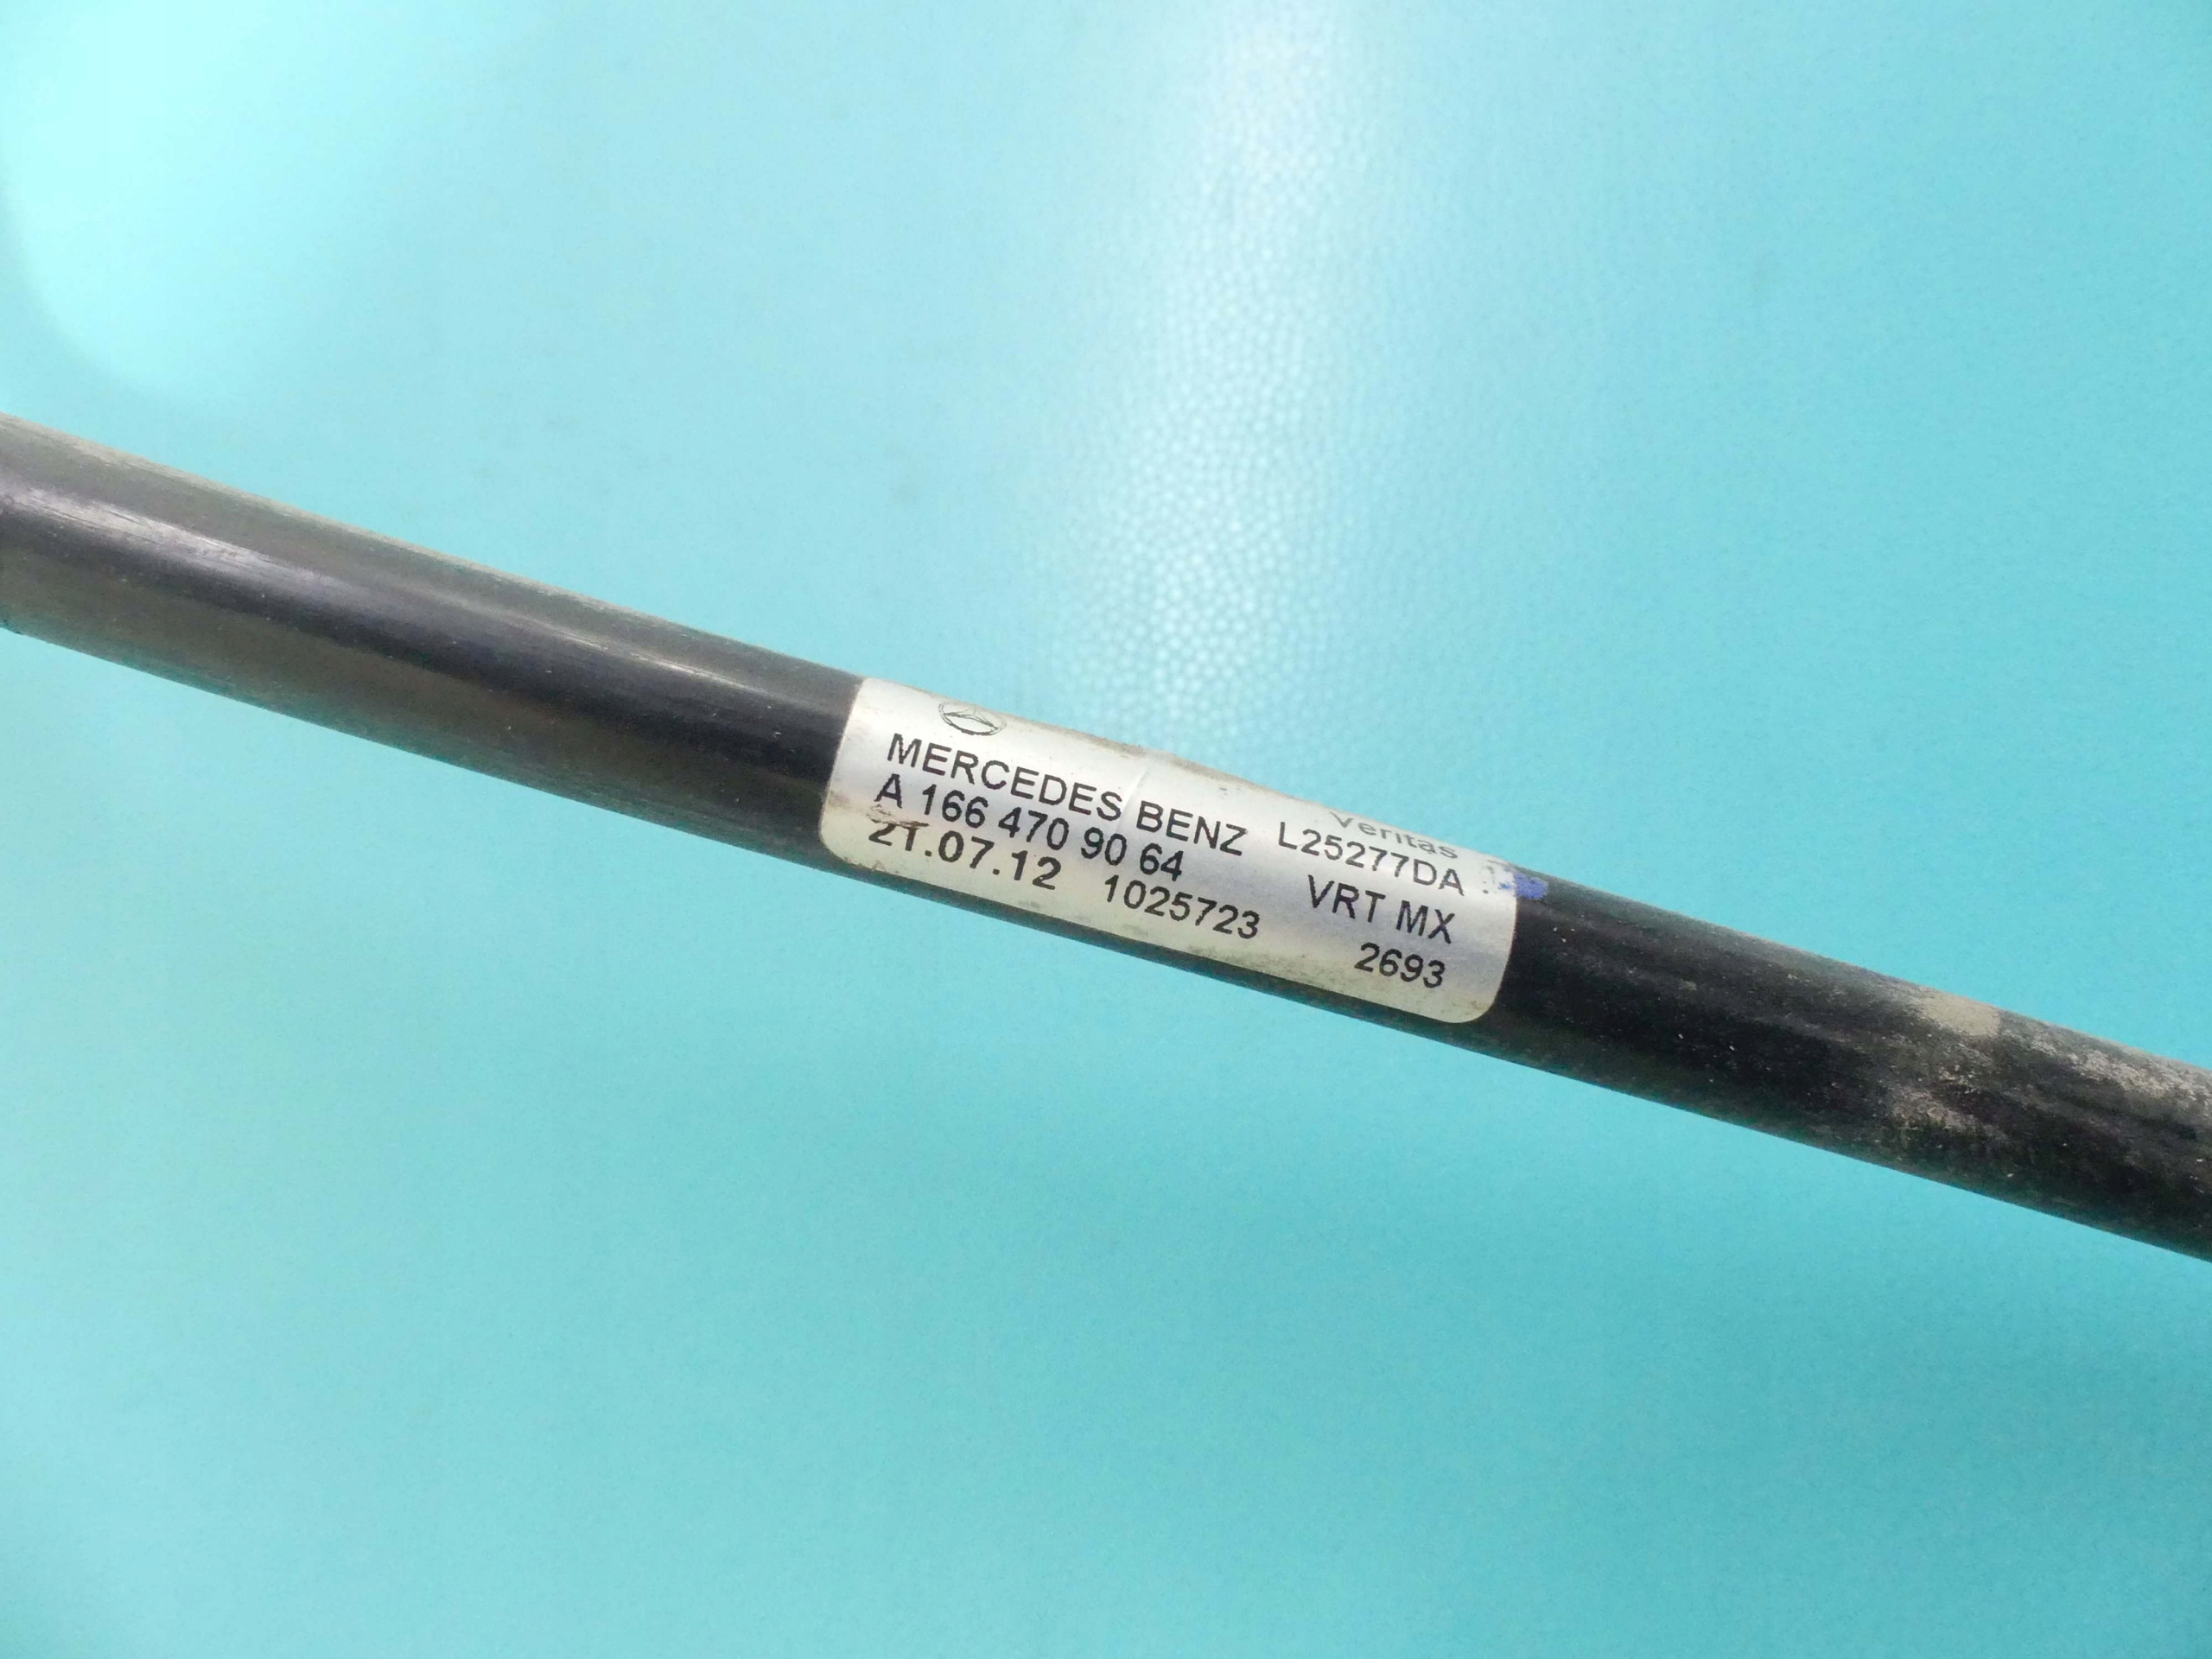 Veritas
MERCEDES BENZ L25277DA
A 166 470 90 64 VRT MX
21.07.12 1025723 2693